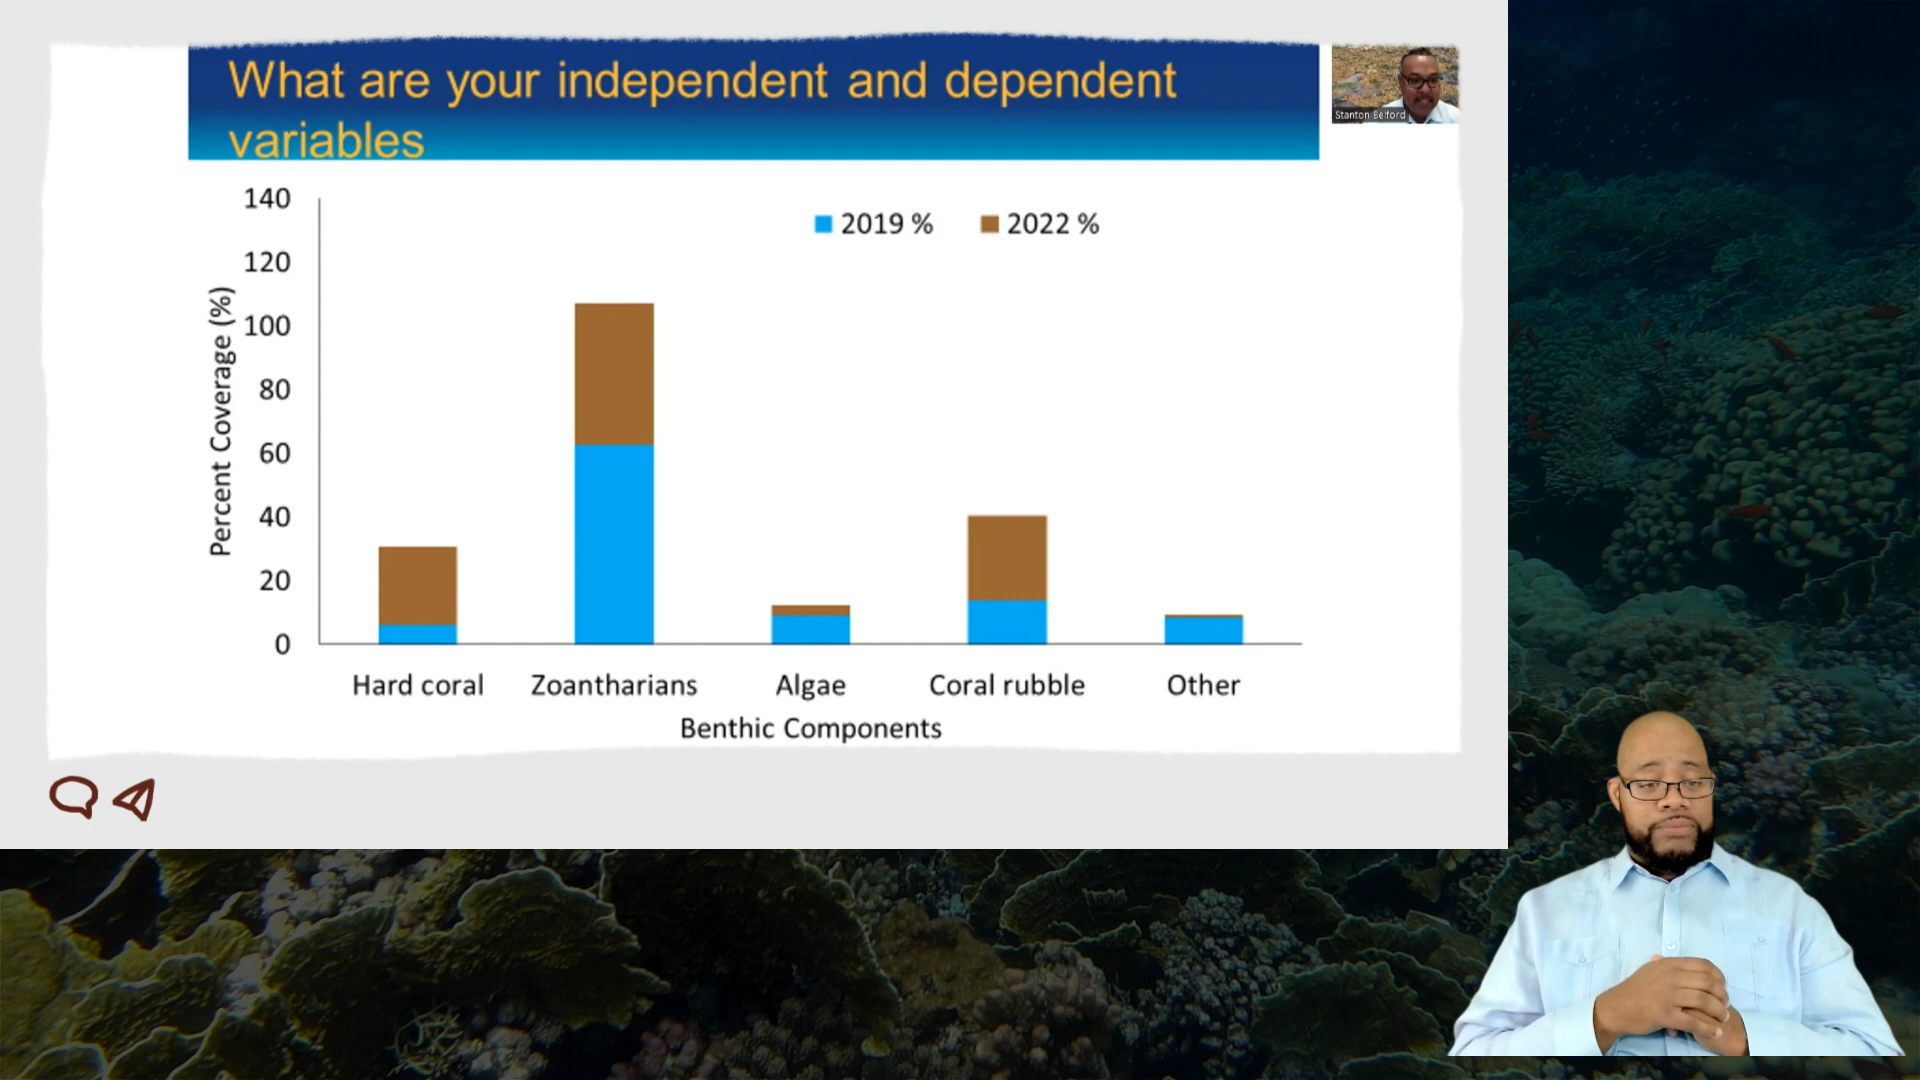 What are your independent and dependent
variables
Stanton Belford
2019 % 2022 %
Percent Coverage (%)
140
120
100
80
60
40
20
0
Hard coral Zoantharians Algae Coral rubble Other
Benthic Components